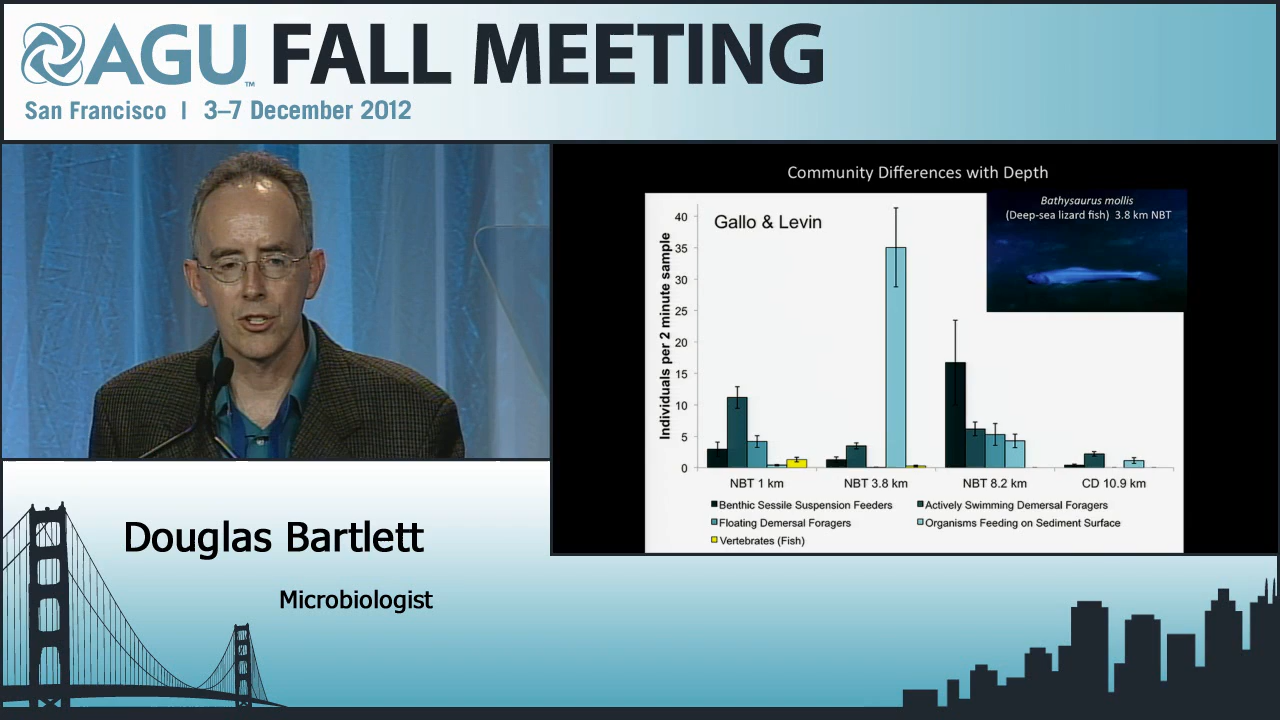 AGU™ FALL MEETING
San Francisco | 3–7 December 2012
Community Differences with Depth
Gallo & Levin
Bathysaurus mollis
(Deep-sea lizard fish) 3.8 km NBT
Individuals per 2 minute sample
40
35
30
25
20
15
10
5
0
NBT 1 km NBT 3.8 km NBT 8.2 km CD 10.9 km
Benthic Sessile Suspension Feeders Actively Swimming Demersal Foragers
Floating Demersal Foragers Organisms Feeding on Sediment Surface
Vertebrates (Fish)
Douglas Bartlett
Microbiologist